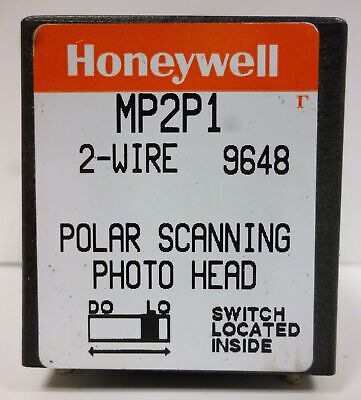 Honeywell
MP2P1
2-WIRE 9648
POLAR SCANNING
PHOTO HEAD
DO LO
SWITCH
LOCATED
INSIDE